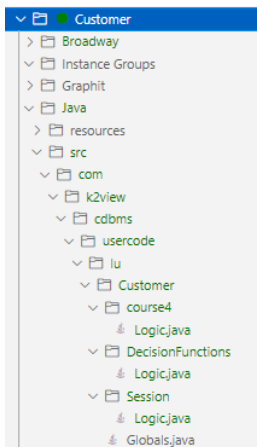 Customer
Broadway
Instance Groups
Graphit
Java
resources
src
com
k2view
cdbms
usercode
lu
Customer
course4
Logic.java
DecisionFunctions
Logic.java
Session
Logic.java
Globals.java